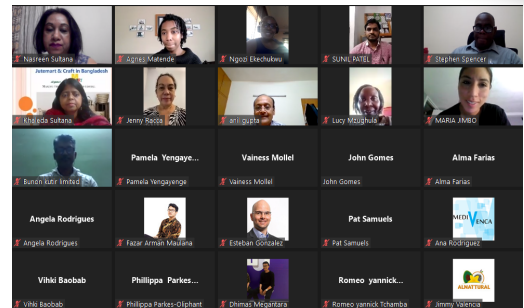 Nasreen Sultana
Agnes Matende
Ngozi Ekechukwu
SUNIL PATEL
Stephen Spencer
Jutemart & Craft in Bangladesh
Khaleda Sultana
Jenny Racca
anil gupta
Lucy Mzughula
MARIA JIMBO
Pamela Yengaye...
Vainess Mollel
John Gomes
Alma Farias
Bunon kutir limited
Pamela Yengayenge
Vainess Mollel
John Gomes
Alma Farias
Angela Rodrigues
Pat Samuels
MEDIVENCA
Angela Rodrigues
Fazar Arman Maulana
Esteban Gonzalez
Pat Samuels
Ana Rodriguez
Vihki Baobab
Phillippa Parkes...
Romeo yannick...
ALNATTURAL
Vihki Baobab
Phillippa Parkes-Oliphant
Dhimas Megantara
Romeo yannick Tchamba
Jimmy Valencia